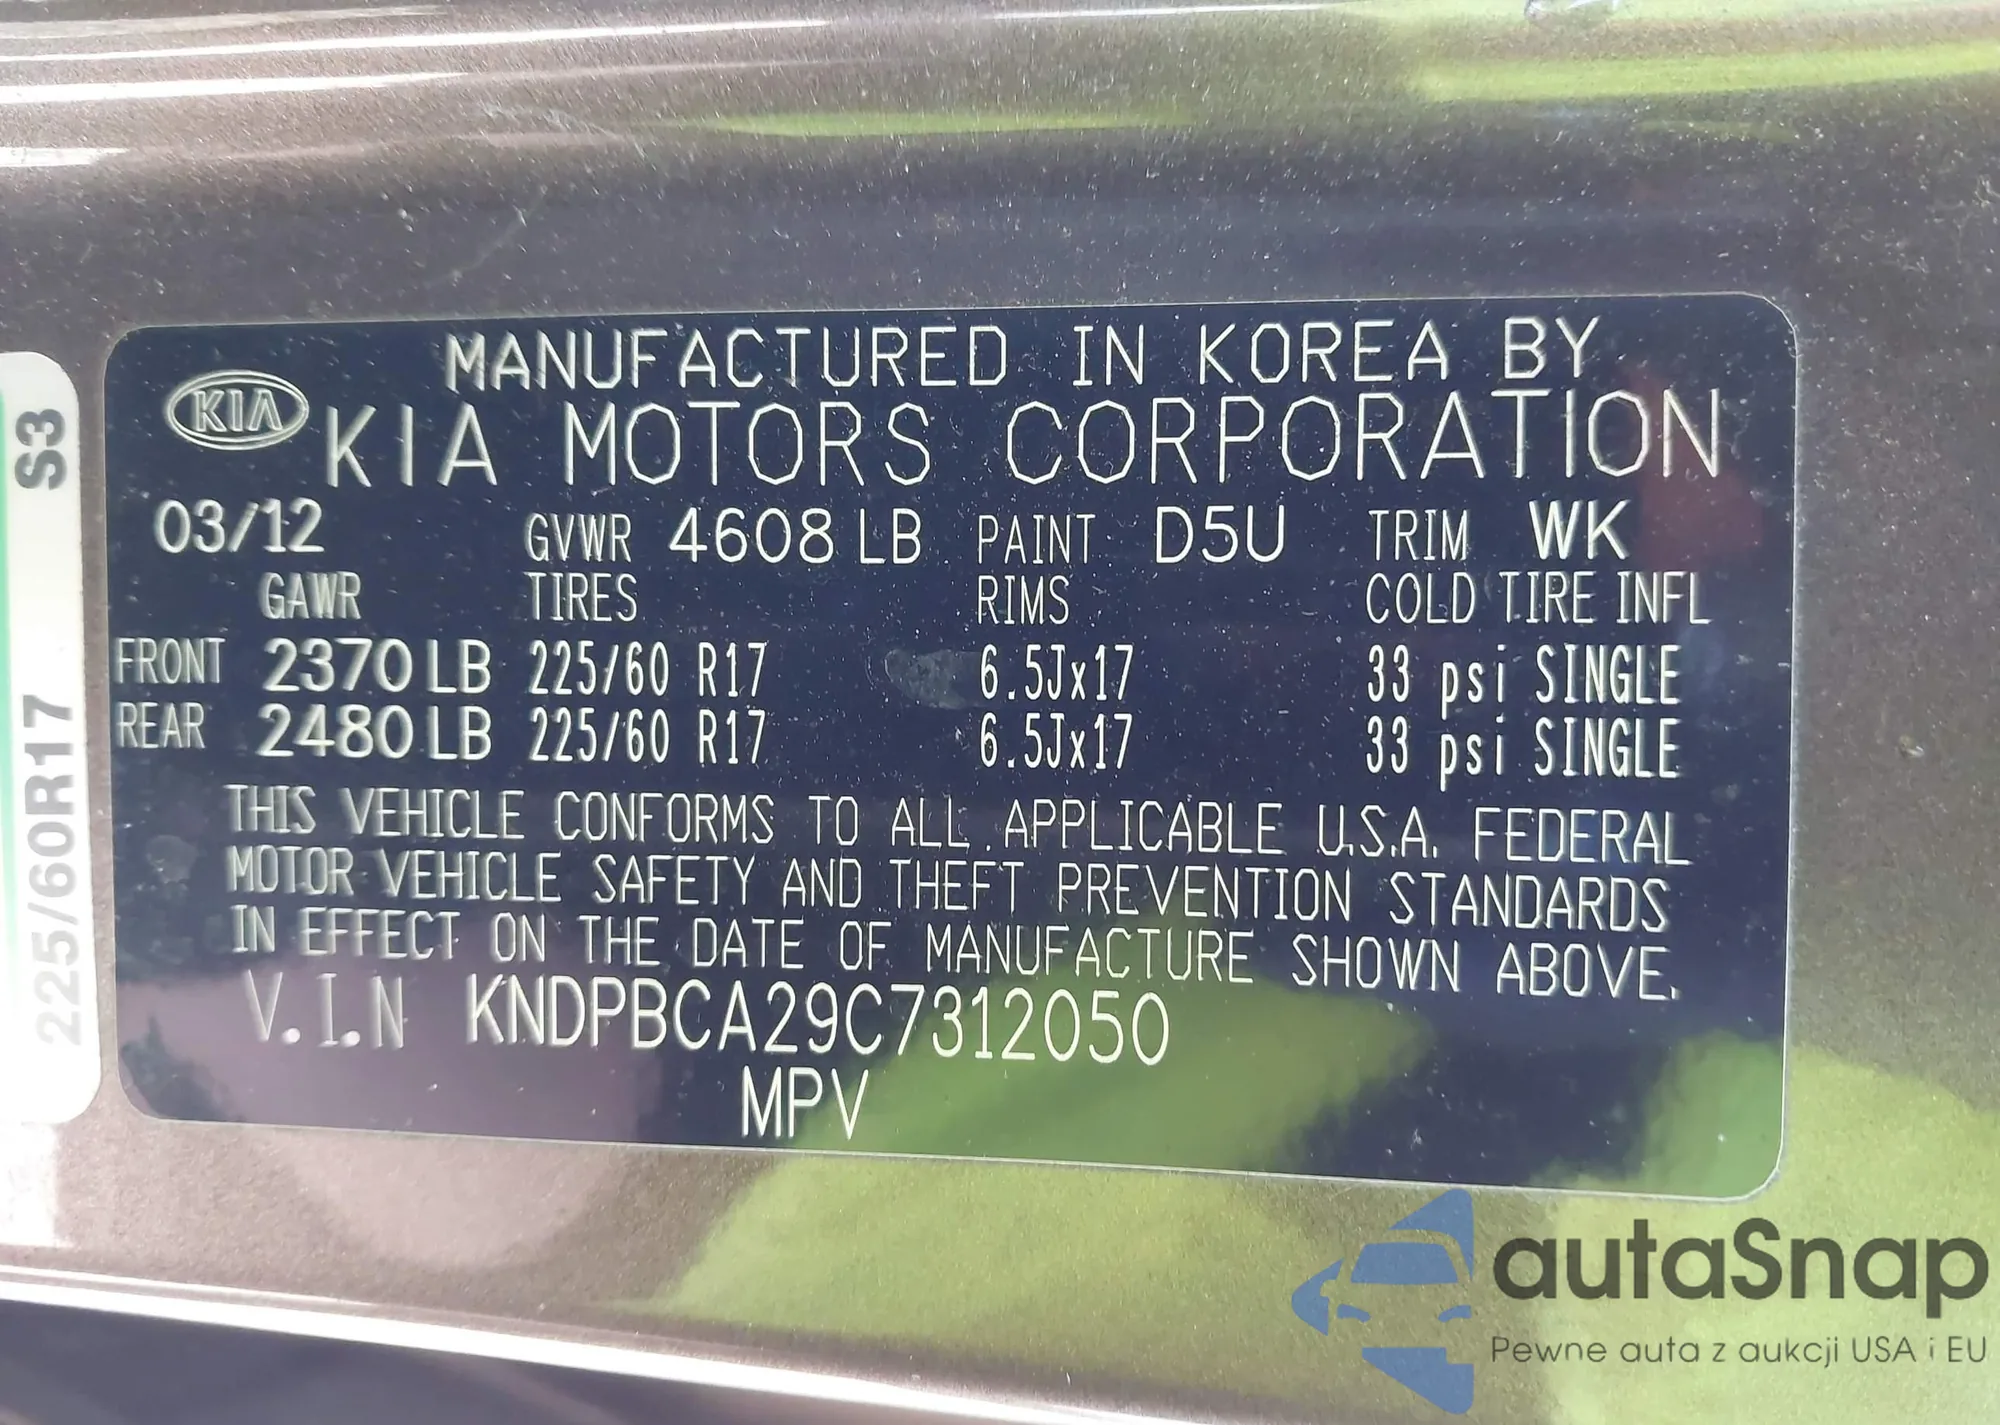 MANUFACTURED IN KOREA BY
KIA KIA MOTORS CORPORATION
03/12 GVWR 4608 LB PAINT D5U TRIM WK
GAWR TIRES RIMS COLD TIRE INFL
FRONT 2370 LB 225/60 R17 6.5Jx17 33 psi SINGLE
REAR 2480 LB 225/60 R17 6.5Jx17 33 psi SINGLE
THIS VEHICLE CONFORMS TO ALL APPLICABLE U.S.A. FEDERAL
MOTOR VEHICLE SAFETY AND THEFT PREVENTION STANDARDS
IN EFFECT ON THE DATE OF MANUFACTURE SHOWN ABOVE.
V.I.N KNDPBCA29C7312050
MPV
225/60R17 S3
autaSnap
Pewne auta z aukcji USA i EU